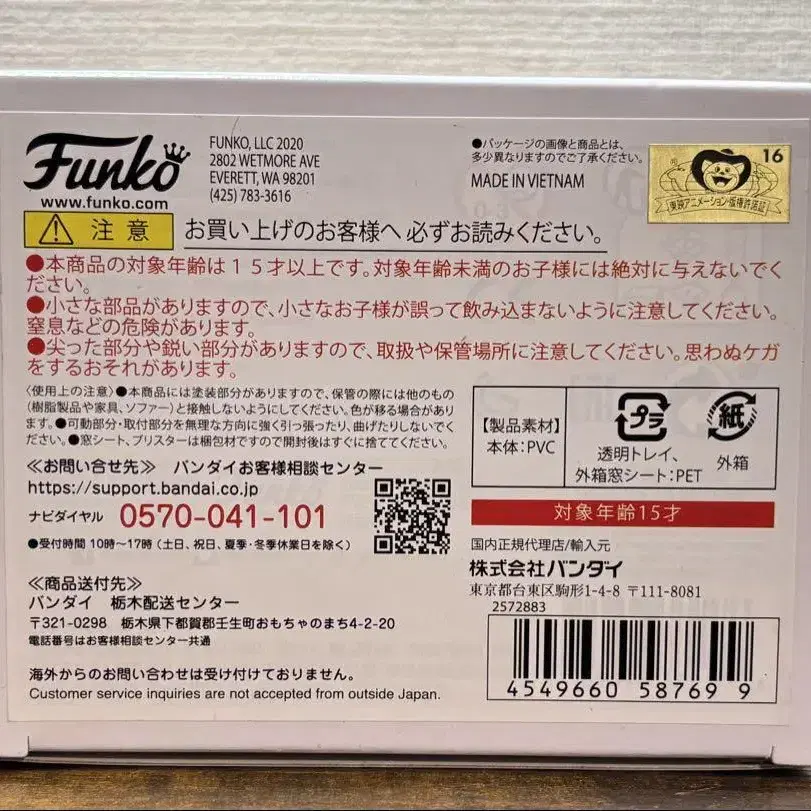 Funko
www.funko.com
FUNKO, LLC 2020
2802 WETMORE AVE
EVERETT, WA 98201
(425) 783-3616
●パッケージの画像と商品とは、
多少異なりますのでご了承ください。
MADE IN VIETNAM
16
東映アニメーション・版権許諾証
注意 お買い上げのお客様へ 必ずお読みください。
●本商品の対象年齢は15才以上です。対象年齢未満のお子様には絶対に与えないでく
ださい。
●小さな部品がありますので、小さなお子様が誤って飲み込まないように注意してください。
窒息などの危険があります。
●尖った部分や鋭い部分がありますので、取扱や保管場所に注意してください。思わぬケガ
をするおそれがあります。
〈使用上の注意〉●本商品には塗装部分がありますので、保管の際には他のもの
(樹脂製品や家具、ソファー)と接触しないようにしてください。色が移る場合があり
ます。●可動部分・取付部分を無理な方向に強く引っ張ったり、曲げたりしないでく
ださい。●窓シート、ブリスターは梱包材ですので開封後はすぐに捨ててください。
≪お問い合せ先≫ バンダイお客様相談センター
https://support.bandai.co.jp
ナビダイヤル 0570-041-101
●受付時間 10時〜17時(土日、祝日、夏季・冬季休業日を除く)
≪商品送付先≫
バンダイ 栃木配送センター
〒321-0298 栃木県下都賀郡壬生町おもちゃのまち4-2-20
電話番号はお客様相談センター共通
海外からのお問い合わせは受け付けておりません。
Customer service inquiries are not accepted from outside Japan.
【製品素材】
本体:PVC
プラ
透明トレイ、
外箱窓シート:PET
紙
外箱
対象年齢15才
国内正規代理店/輸入元
株式会社バンダイ
東京都台東区駒形1-4-8 〒111-8081
2572883
4549660 58769 9